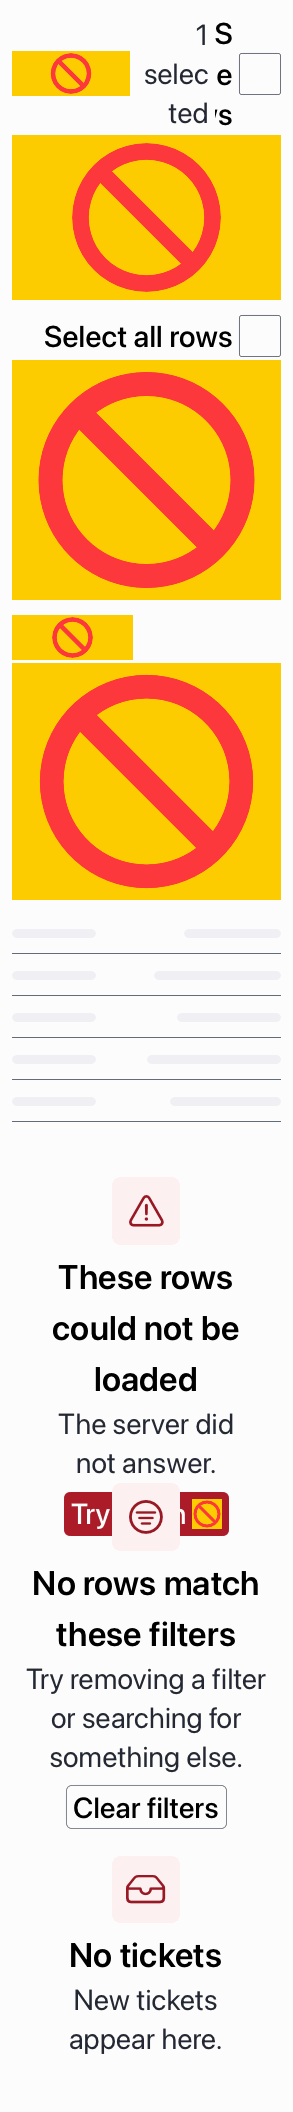 1 S
selec e
ted s
Select all rows
These rows
could not be
loaded
The server did
not answer.
Try
No rows match
these filters
Try removing a filter
or searching for
something else.
Clear filters
No tickets
New tickets
appear here.